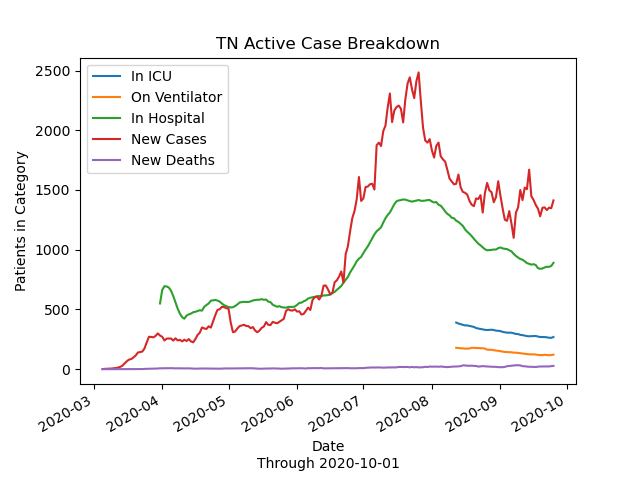 TN Active Case Breakdown
In ICU
On Ventilator
In Hospital
New Cases
New Deaths
Patients in Category
2500
2000
1500
1000
500
0
2020-03
2020-04
2020-05
2020-06
2020-07
2020-08
2020-09
2020-10
Date
Through 2020-10-01